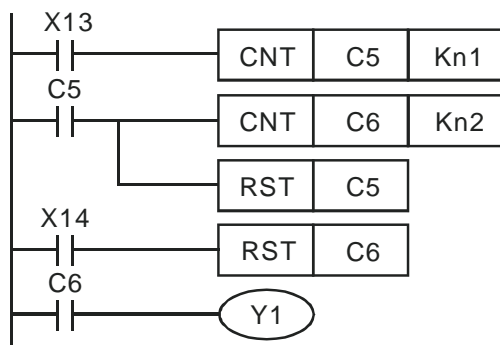 X13
CNT C5 Kn1
C5
CNT C6 Kn2
RST C5
X14
RST C6
C6
Y1